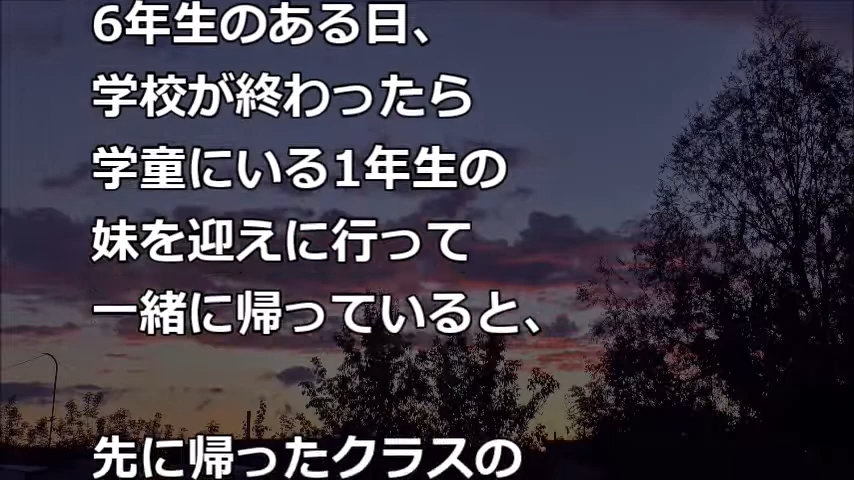 6年生のある日、
学校が終わったら
学童にいる1年生の
妹を迎えに行って
一緒に帰っていると、
先に帰ったクラスの